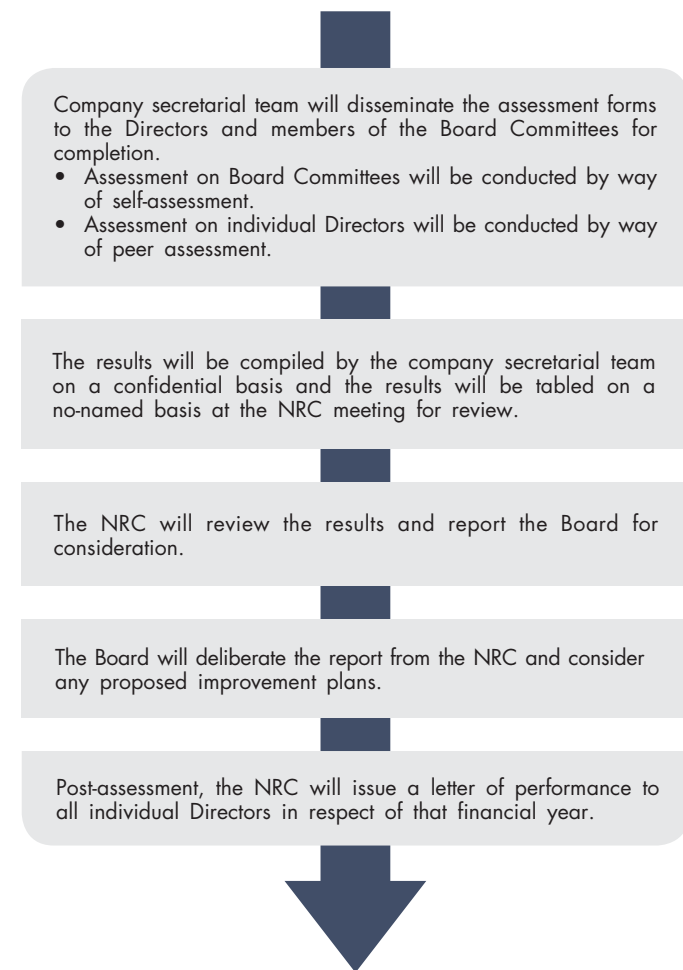 Company secretarial team will disseminate the assessment forms
to the Directors and members of the Board Committees for
completion.
• Assessment on Board Committees will be conducted by way
of self-assessment.
• Assessment on individual Directors will be conducted by way
of peer assessment.
The results will be compiled by the company secretarial team
on a confidential basis and the results will be tabled on a
no-named basis at the NRC meeting for review.
The NRC will review the results and report the Board for
consideration.
The Board will deliberate the report from the NRC and consider
any proposed improvement plans.
Post-assessment, the NRC will issue a letter of performance to
all individual Directors in respect of that financial year.